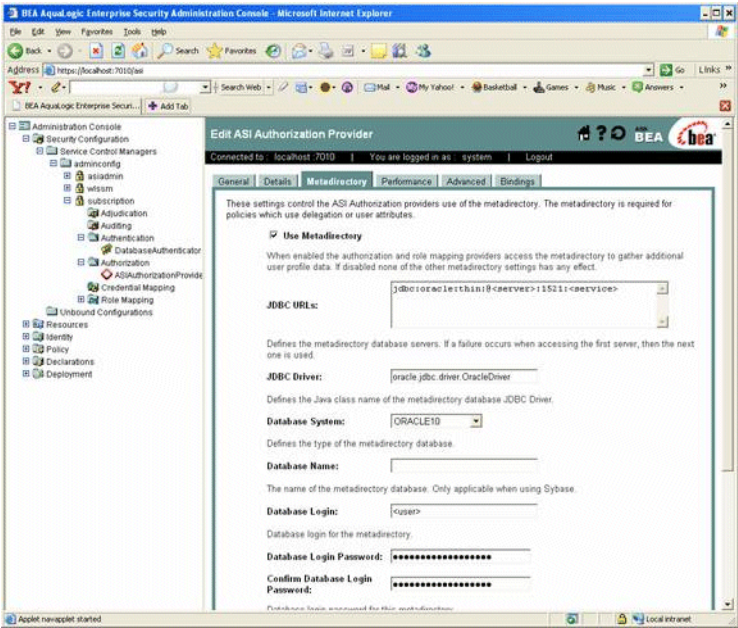 BEA AquaLogic Enterprise Security Administration Console - Microsoft Internet Explorer
File Edit View Favorites Tools Help
Back Search Favorites
Address https://localhost:7010/asi Go Links »
Y! Search Web Mail My Yahoo! Basketball Games Music Answers »
BEA AquaLogic Enterprise Securi... Add Tab
Administration Console
Security Configuration
Service Control Managers
adminconfig
asiadmin
wlssm
subscription
Adjudication
Auditing
Authentication
DatabaseAuthenticator
Authorization
ASIAuthorizationProvide
Credential Mapping
Role Mapping
Unbound Configurations
Resources
Identity
Policy
Declarations
Deployment
Edit ASI Authorization Provider
ASK BEA
bea
Connected to : localhost :7010 | You are logged in as : system | Logout
General Details Metadirectory Performance Advanced Bindings
These settings control the ASI Authorization providers use of the metadirectory. The metadirectory is required for
policies which use delegation or user attributes.
Use Metadirectory
When enabled the authorization and role mapping providers access the metadirectory to gather additional
user profile data. If disabled none of the other metadirectory settings has any effect.
JDBC URLs: jdbc:oracle:thin:@<server>:1521:<service>
Defines the metadirectory database servers. If a failure occurs when accessing the first server, then the next
one is used.
JDBC Driver: oracle.jdbc.driver.OracleDriver
Defines the Java class name of the metadirectory database JDBC Driver.
Database System: ORACLE10
Defines the type of the metadirectory database.
Database Name:
The name of the metadirectory database. Only applicable when using Sybase.
Database Login: <user>
Database login for the metadirectory.
Database Login Password: ••••••••••••••••••
Confirm Database Login
Password: ••••••••••••••••••
Database login password for this metadirectory.
Applet navapplet started
Local intranet